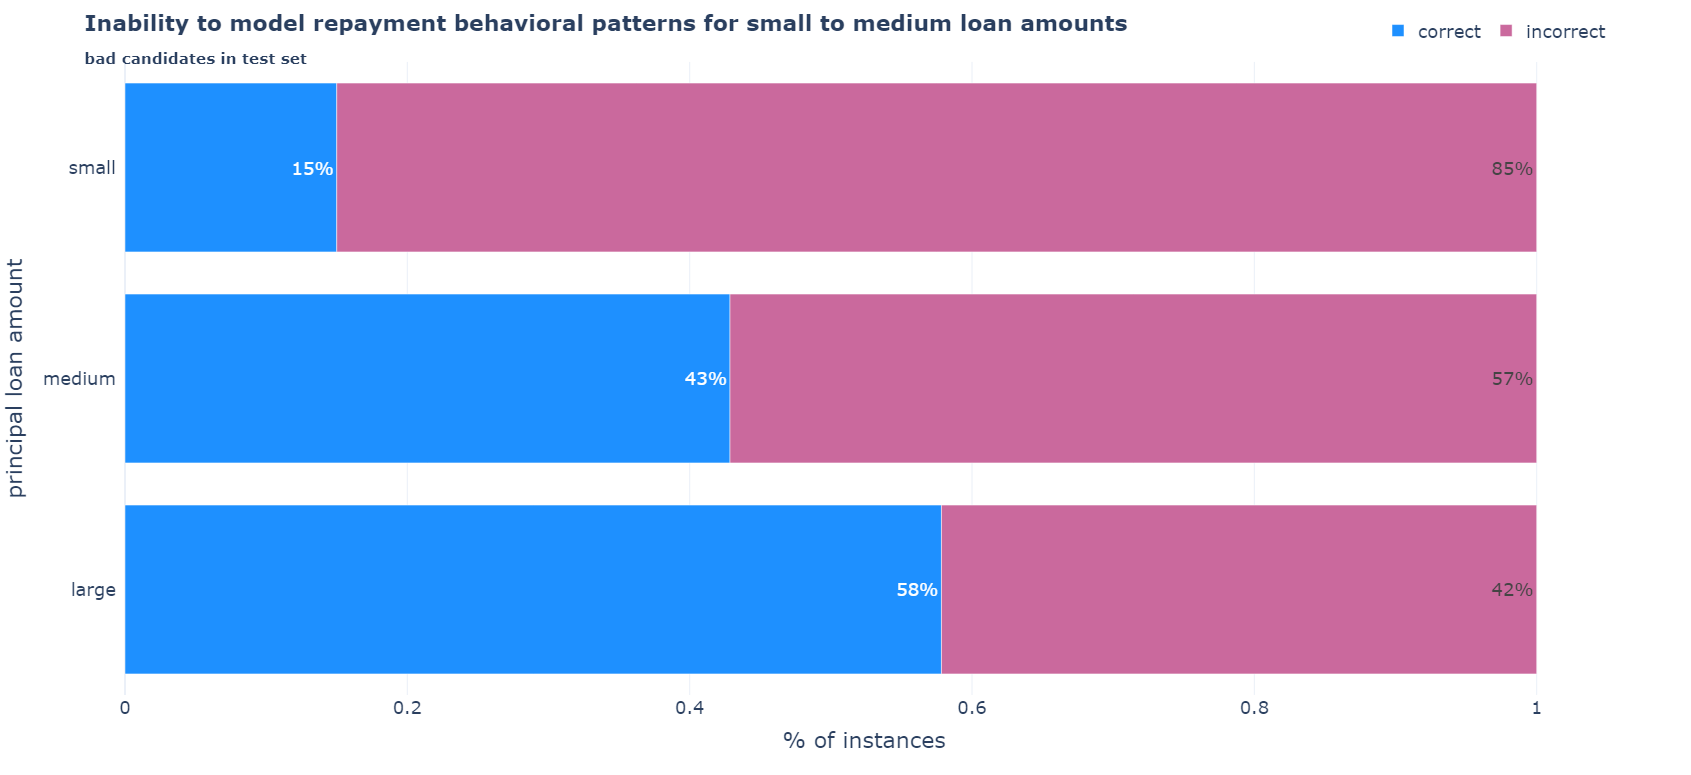 Inability to model repayment behavioral patterns for small to medium loan amounts
bad candidates in test set
correct
incorrect
small
15%
85%
medium
43%
57%
large
58%
42%
principal loan amount
0
0.2
0.4
0.6
0.8
1
% of instances